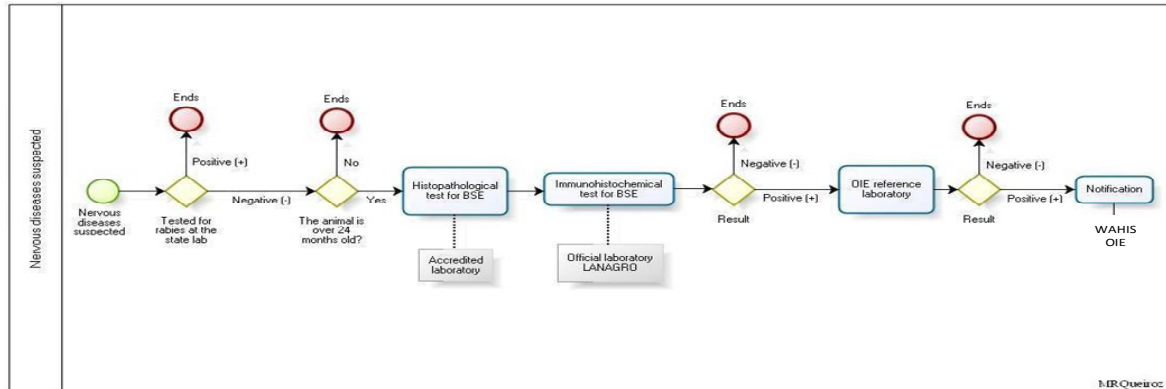 Nervous diseases suspected
Nervous
diseases
suspected
Ends
Positive (+)
Tested for
rabies at the
state lab
Negative (-)
Ends
No
The animal is
over 24
months old?
Yes
Histopathological
test for BSE
Accredited
laboratory
Immunohistochemical
test for BSE
Official laboratory
LANAGRO
Ends
Negative (-)
Result
Positive (+)
OIE reference
laboratory
Ends
Negative (-)
Result
Positive (+)
Notification
WAHIS
OIE
MRQueiroz